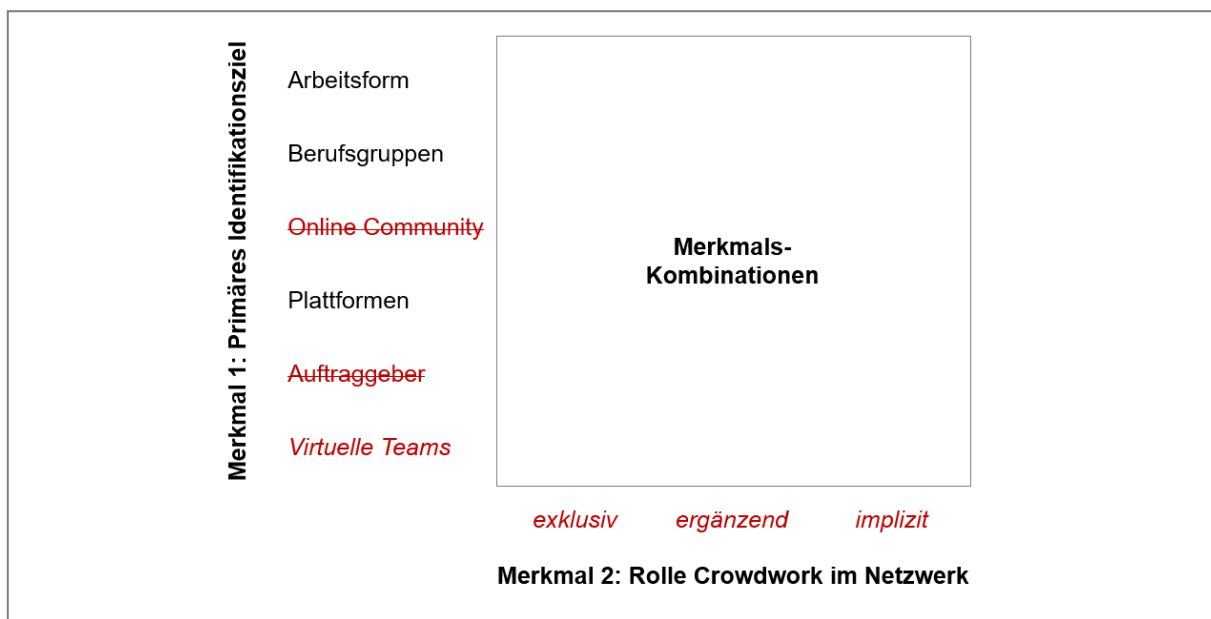 Merkmal 1: Primäres Identifikationsziel
Arbeitsform
Berufsgruppen
Online Community
Plattformen
Auftraggeber
Virtuelle Teams
Merkmals-
Kombinationen
exklusiv ergänzend implizit
Merkmal 2: Rolle Crowdwork im Netzwerk